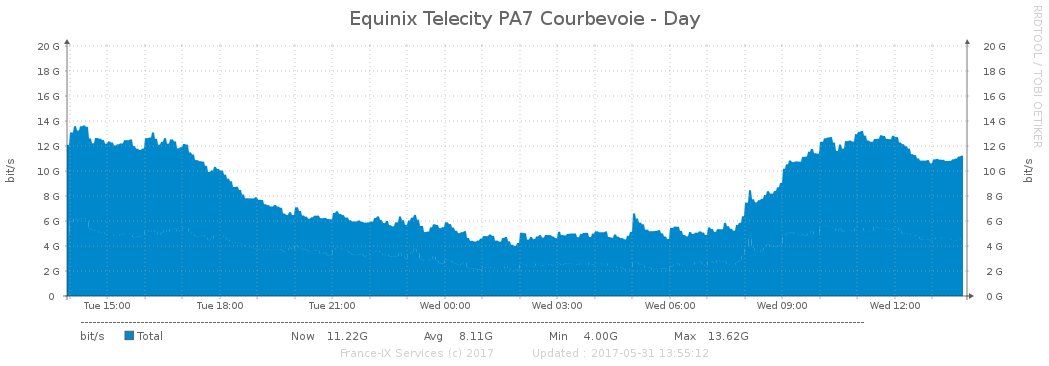 Equinix Telecity PA7 Courbevoie - Day
RRDTOOL / TOBI OETIKER
20 G 20 G
18 G 18 G
16 G 16 G
14 G 14 G
12 G 12 G
10 G 10 G
8 G 8 G
6 G 6 G
4 G 4 G
2 G 2 G
0 0 G
bit/s
bit/s
Tue 15:00 Tue 18:00 Tue 21:00 Wed 00:00 Wed 03:00 Wed 06:00 Wed 09:00 Wed 12:00
bit/s Total Now 11.22G Avg 8.11G Min 4.00G Max 13.62G
France-IX Services (c) 2017 Updated : 2017-05-31 13:55:12